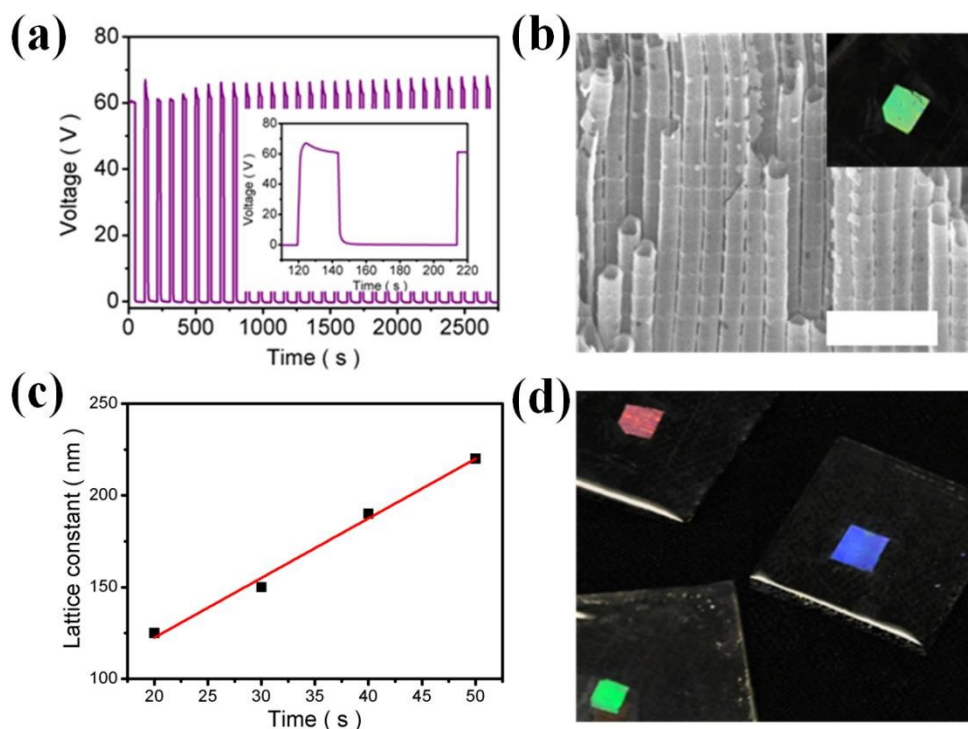 (a)
Voltage ( V )
80
60
40
20
0
0 500 1000 1500 2000 2500
Time ( s )
Voltage ( V )
80
60
40
20
0
120 140 160 180 200 220
Time ( s )
(b)
(c)
Lattice constant ( nm )
250
200
150
100
20 25 30 35 40 45 50
Time ( s )
(d)